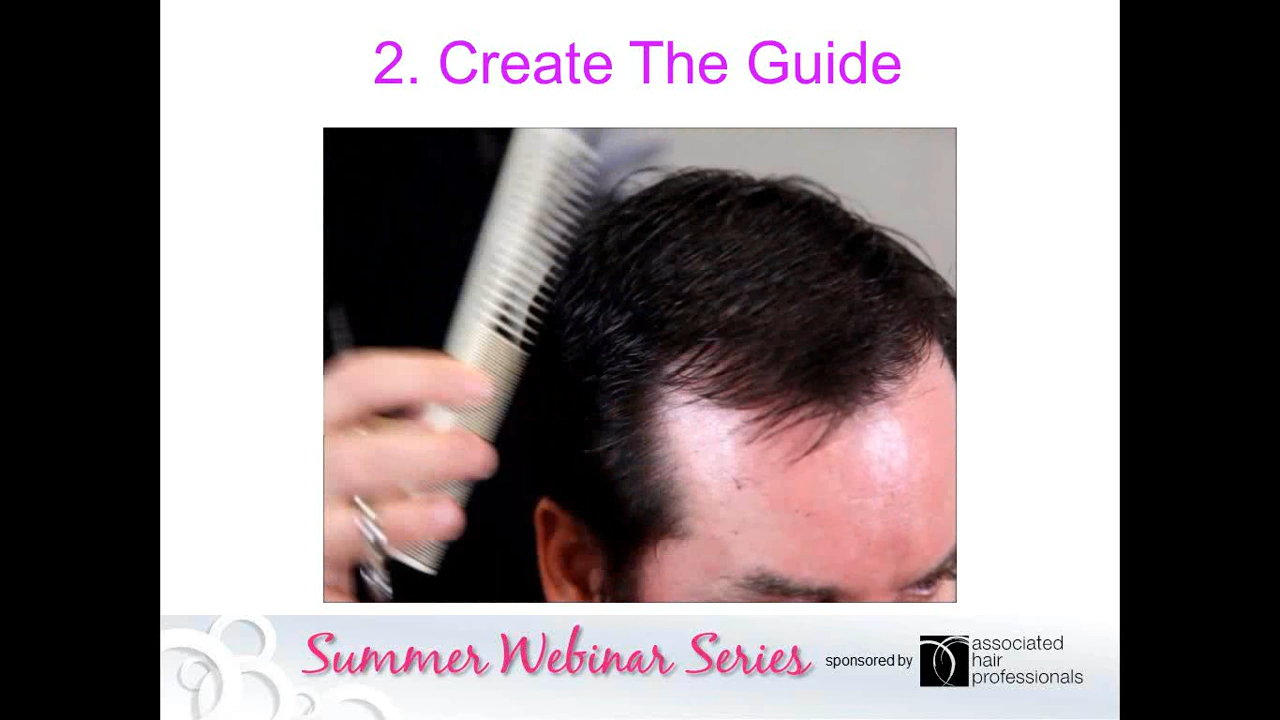 2. Create The Guide
Summer Webinar Series
sponsored by
associated
hair
professionals